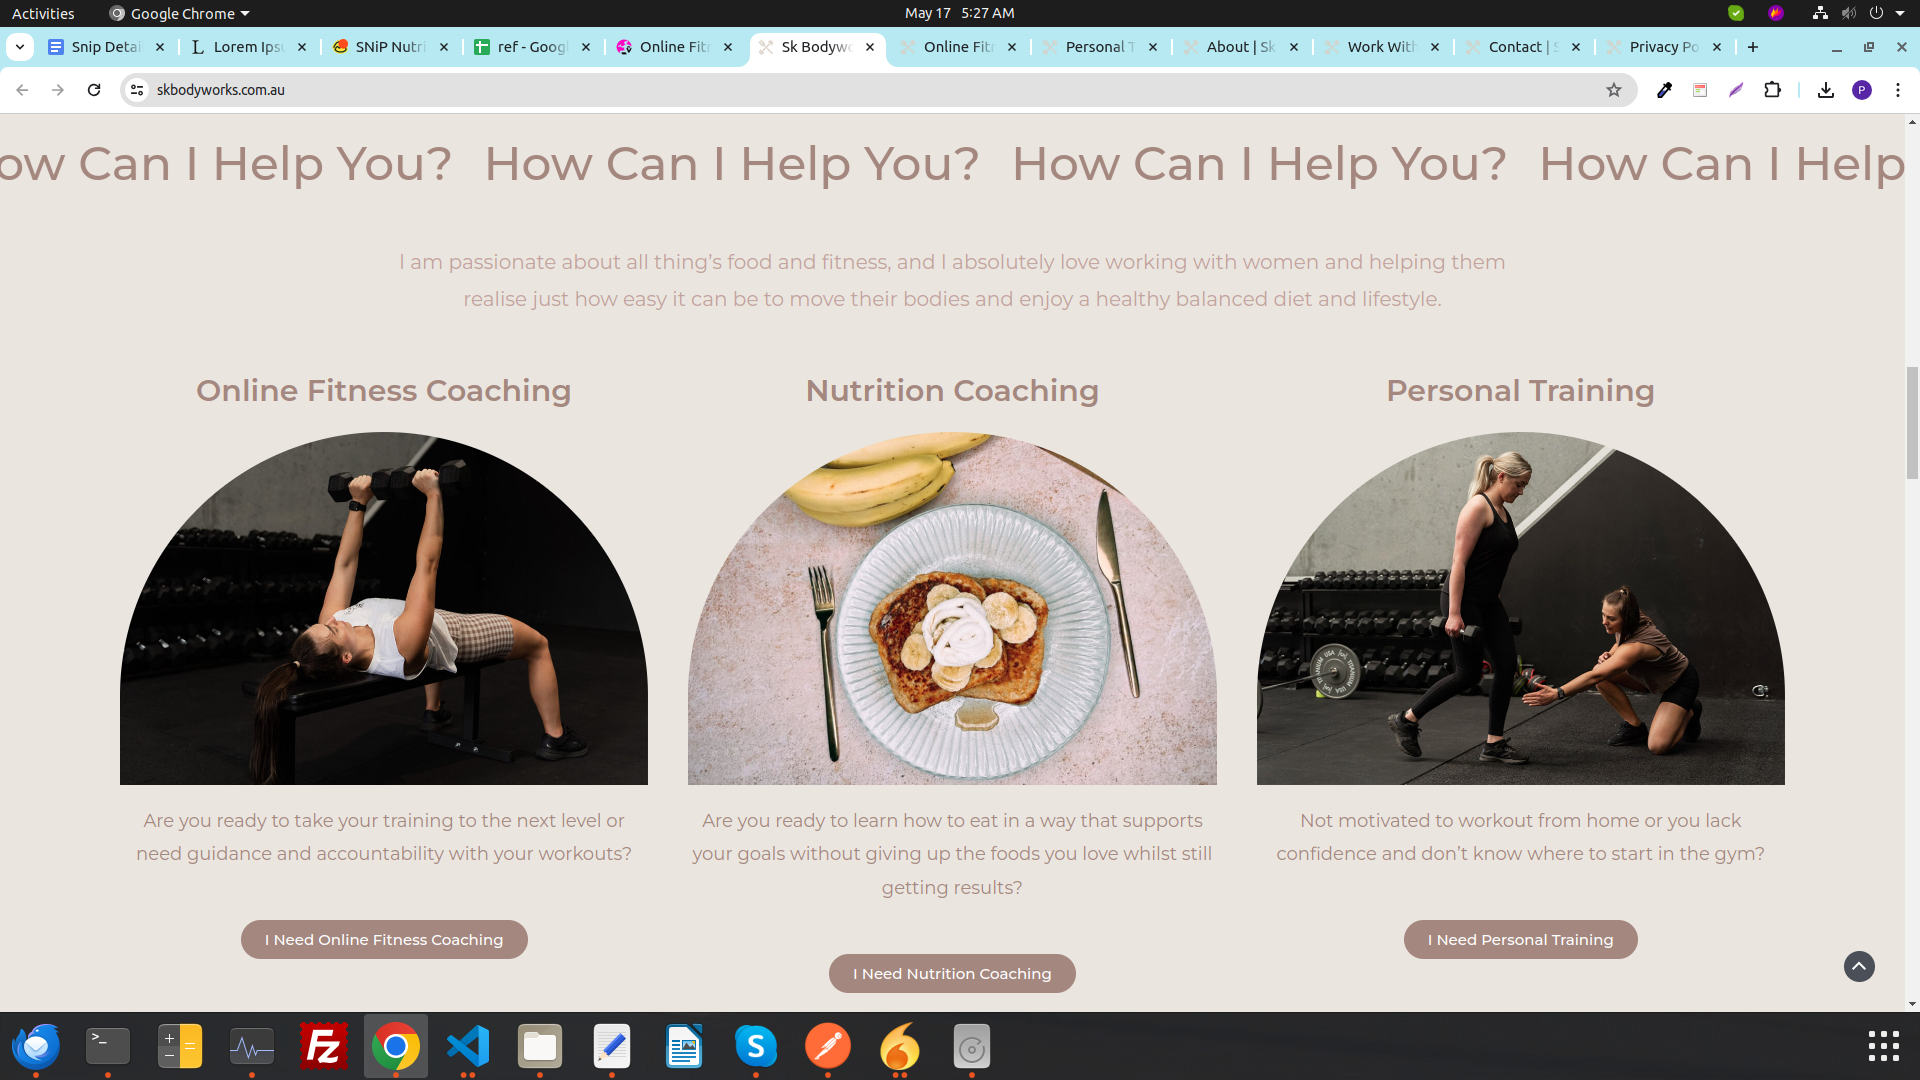 Activities
Google Chrome
May 17 5:27 AM
Snip Detai
Lorem Ips
SNiP Nutri
ref - Goog
Online Fitn
Sk Bodywo
Online Fitn
Personal T
About | Sk
Work With
Contact | S
Privacy Po
skbodyworks.com.au
P
ow Can I Help You? How Can I Help You? How Can I Help You? How Can I Help
I am passionate about all thing's food and fitness, and I absolutely love working with women and helping them
realise just how easy it can be to move their bodies and enjoy a healthy balanced diet and lifestyle.
Online Fitness Coaching
Nutrition Coaching
Personal Training
Are you ready to take your training to the next level or
need guidance and accountability with your workouts?
Are you ready to learn how to eat in a way that supports
your goals without giving up the foods you love whilst still
getting results?
Not motivated to workout from home or you lack
confidence and don't know where to start in the gym?
I Need Online Fitness Coaching
I Need Nutrition Coaching
I Need Personal Training